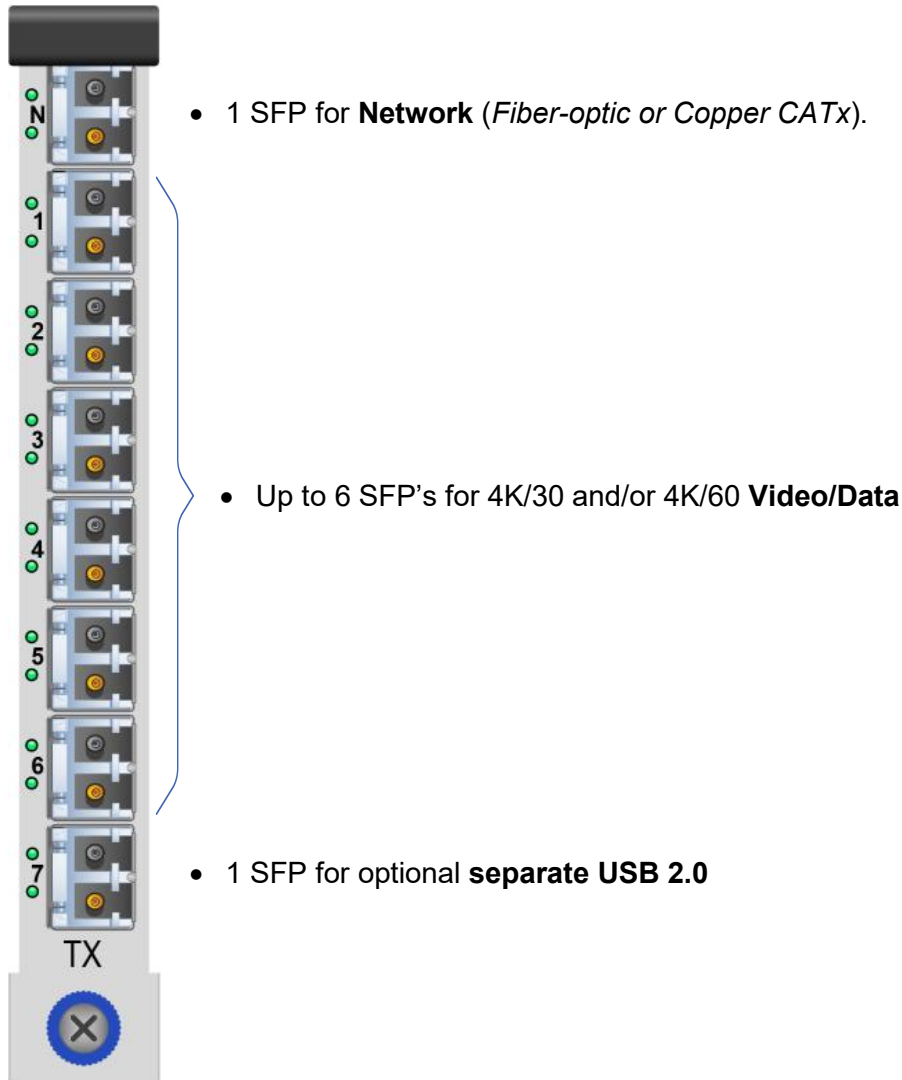 N
• 1 SFP for Network (Fiber-optic or Copper CATx).
1
2
3
4
• Up to 6 SFP’s for 4K/30 and/or 4K/60 Video/Data
5
6
7
• 1 SFP for optional separate USB 2.0
TX